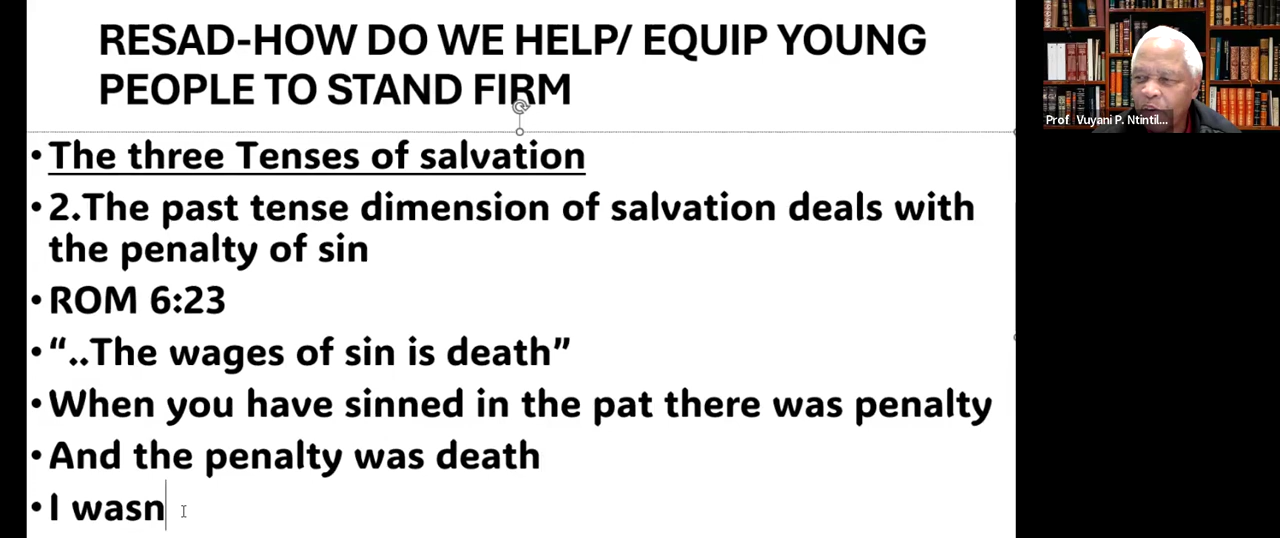 RESAD-HOW DO WE HELP/ EQUIP YOUNG
PEOPLE TO STAND FIRM
•The three Tenses of salvation
•2.The past tense dimension of salvation deals with
the penalty of sin
•ROM 6:23
•“..The wages of sin is death”
•When you have sinned in the pat there was penalty
•And the penalty was death
•I wasn
Prof Vuyani P. Ntintil...